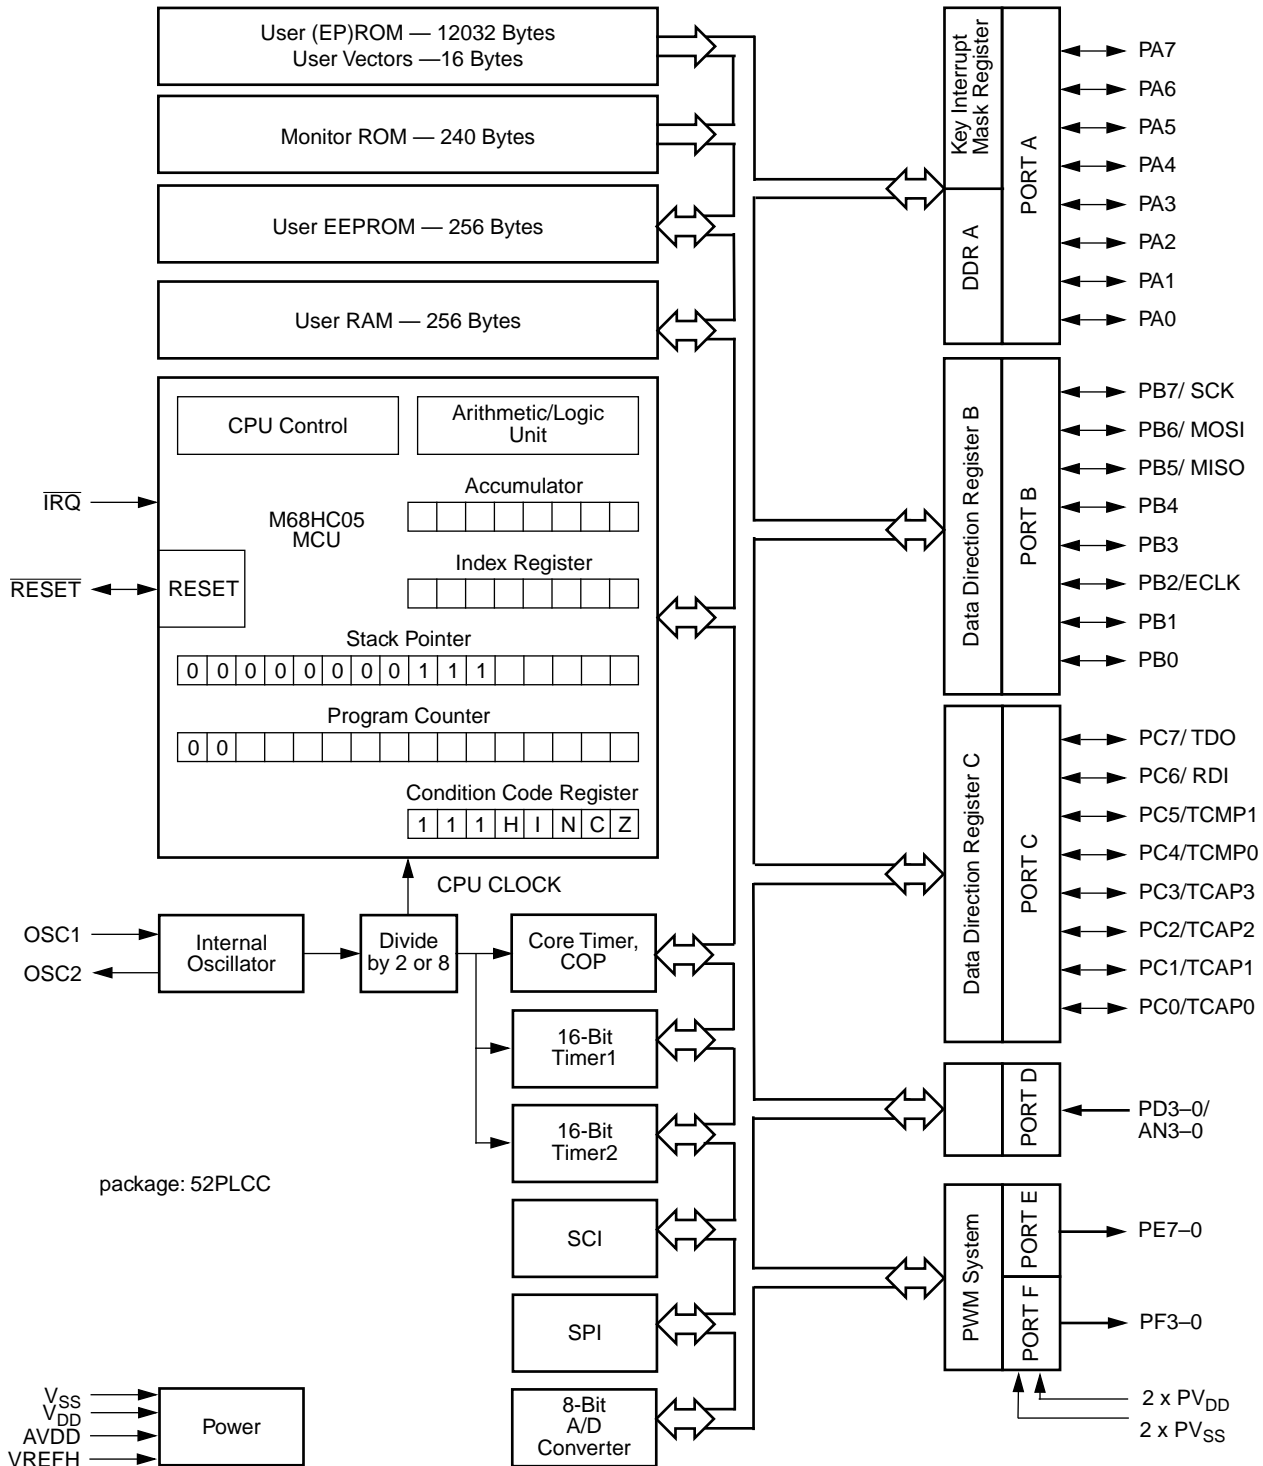 User (EP)ROM — 12032 Bytes
User Vectors —16 Bytes
Monitor ROM — 240 Bytes
User EEPROM — 256 Bytes
User RAM — 256 Bytes
CPU Control
Arithmetic/Logic
Unit
Accumulator
M68HC05
MCU
Index Register
IRQ
RESET
RESET
Stack Pointer
0 0 0 0 0 0 0 0 1 1 1
Program Counter
0 0
Condition Code Register
1 1 1 H I N C Z
CPU CLOCK
OSC1
OSC2
Internal
Oscillator
Divide
by 2 or 8
Core Timer,
COP
16-Bit
Timer1
16-Bit
Timer2
SCI
SPI
8-Bit
A/D
Converter
package: 52PLCC
VSS
VDD
AVDD
VREFH
Power
Key Interrupt
Mask Register
DDR A
PORT A
PA7
PA6
PA5
PA4
PA3
PA2
PA1
PA0
Data Direction Register B
PORT B
PB7/ SCK
PB6/ MOSI
PB5/ MISO
PB4
PB3
PB2/ECLK
PB1
PB0
Data Direction Register C
PORT C
PC7/ TDO
PC6/ RDI
PC5/TCMP1
PC4/TCMP0
PC3/TCAP3
PC2/TCAP2
PC1/TCAP1
PC0/TCAP0
PORT D
PD3–0/
AN3–0
PWM System
PORT E
PORT F
PE7–0
PF3–0
2 x PVDD
2 x PVSS